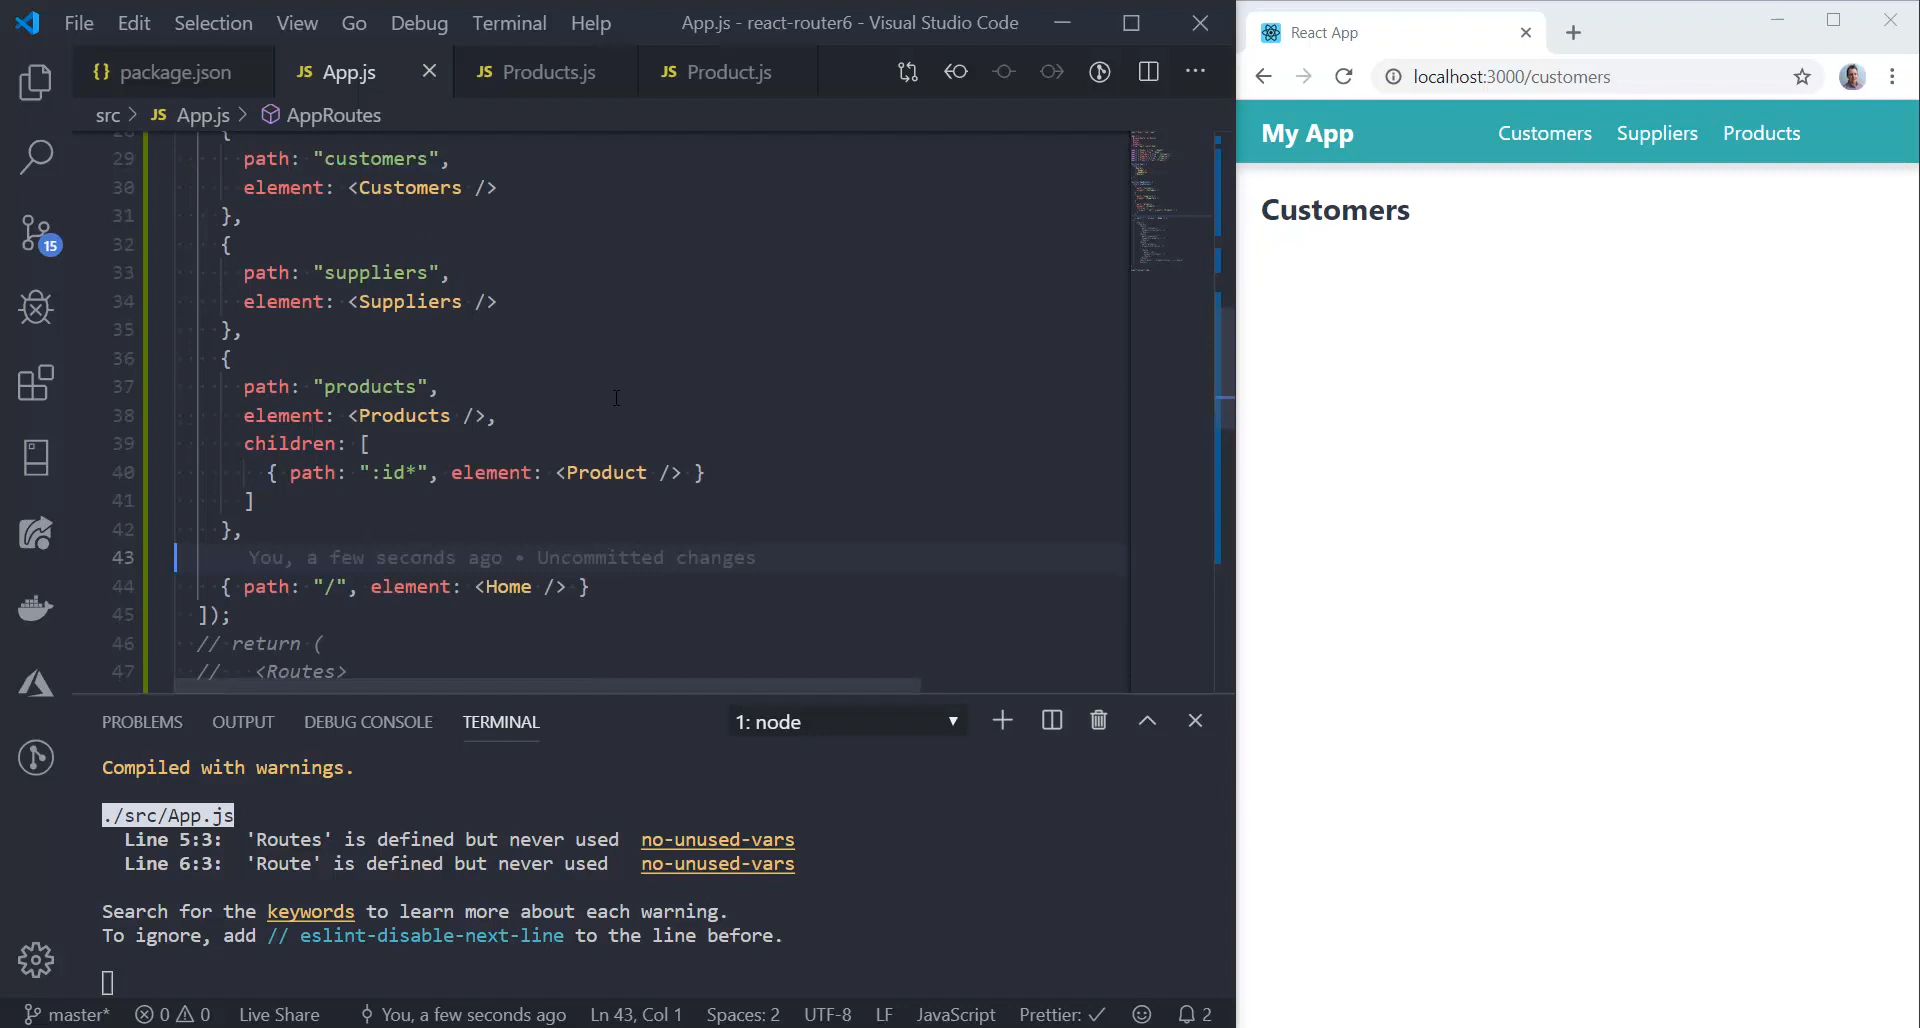 File Edit Selection View Go Debug Terminal Help App.js - react-router6 - Visual Studio Code
{} package.json JS App.js JS Products.js JS Product.js
src > JS App.js > AppRoutes
29 path: "customers",
30 element: <Customers />
31 },
32 {
33 path: "suppliers",
34 element: <Suppliers />
35 },
36 {
37 path: "products",
38 element: <Products />,
39 children: [
40 { path: ":id*", element: <Product /> }
41 ]
42 },
43 You, a few seconds ago • Uncommitted changes
44 { path: "/", element: <Home /> }
45 ]);
46 // return (
47 // <Routes>
15
PROBLEMS OUTPUT DEBUG CONSOLE TERMINAL 1: node
Compiled with warnings.
./src/App.js
Line 5:3: 'Routes' is defined but never used no-unused-vars
Line 6:3: 'Route' is defined but never used no-unused-vars
Search for the keywords to learn more about each warning.
To ignore, add // eslint-disable-next-line to the line before.
master* 0 0 Live Share You, a few seconds ago Ln 43, Col 1 Spaces: 2 UTF-8 LF JavaScript Prettier: ✓ 2
React App
localhost:3000/customers
My App Customers Suppliers Products
Customers